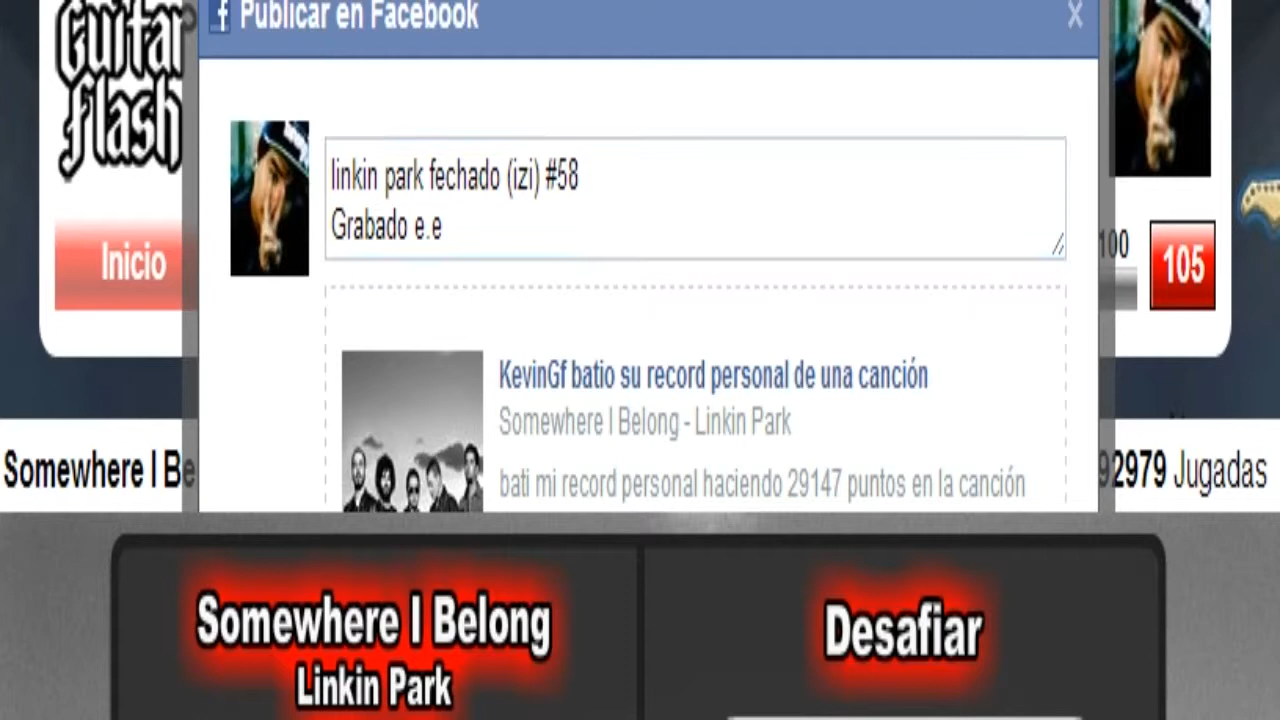 Guitar
flash
Publicar en Facebook
linkin park fechado (izi) #58
Grabado e.e
Inicio
100
105
KevinGf batio su record personal de una canción
Somewhere I Belong - Linkin Park
bati mi record personal haciendo 29147 puntos en la canción
Somewhere I Be
92979 Jugadas
Somewhere I Belong
Linkin Park
Desafiar